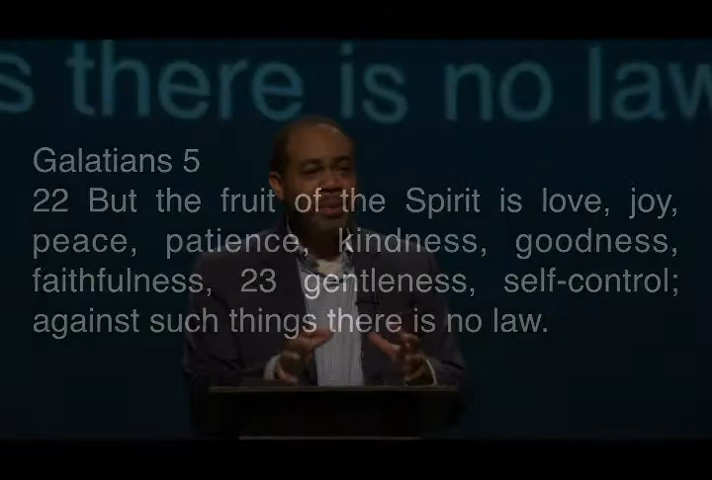 s there is no law
Galatians 5
22 But the fruit of the Spirit is love, joy,
peace, patience, kindness, goodness,
faithfulness, 23 gentleness, self-control;
against such things there is no law.